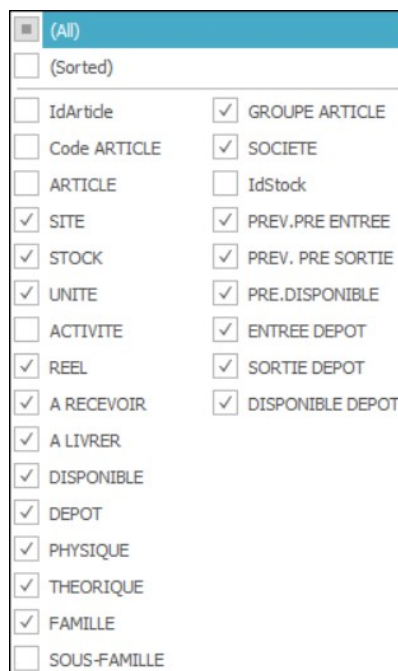 (All)
(Sorted)
IdArticle
Code ARTICLE
ARTICLE
SITE
STOCK
UNITE
ACTIVITE
REEL
A RECEVOIR
A LIVRER
DISPONIBLE
DEPOT
PHYSIQUE
THEORIQUE
FAMILLE
SOUS-FAMILLE
GROUPE ARTICLE
SOCIETE
IdStock
PREV.PRE ENTREE
PREV. PRE SORTIE
PRE.DISPONIBLE
ENTREE DEPOT
SORTIE DEPOT
DISPONIBLE DEPOT